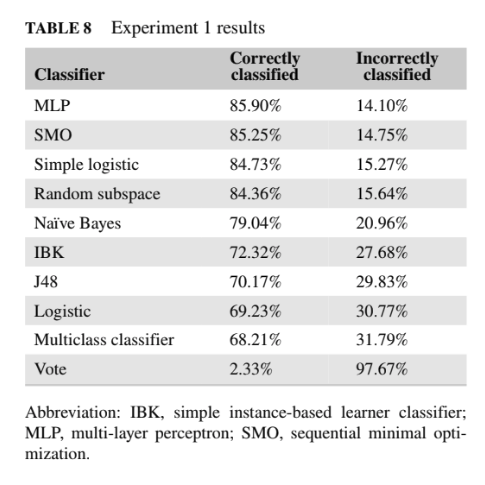 TABLE 8 Experiment 1 results
Classifier Correctly classified Incorrectly classified
MLP 85.90% 14.10%
SMO 85.25% 14.75%
Simple logistic 84.73% 15.27%
Random subspace 84.36% 15.64%
Naïve Bayes 79.04% 20.96%
IBK 72.32% 27.68%
J48 70.17% 29.83%
Logistic 69.23% 30.77%
Multiclass classifier 68.21% 31.79%
Vote 2.33% 97.67%
Abbreviation: IBK, simple instance-based learner classifier;
MLP, multi-layer perceptron; SMO, sequential minimal opti-
mization.